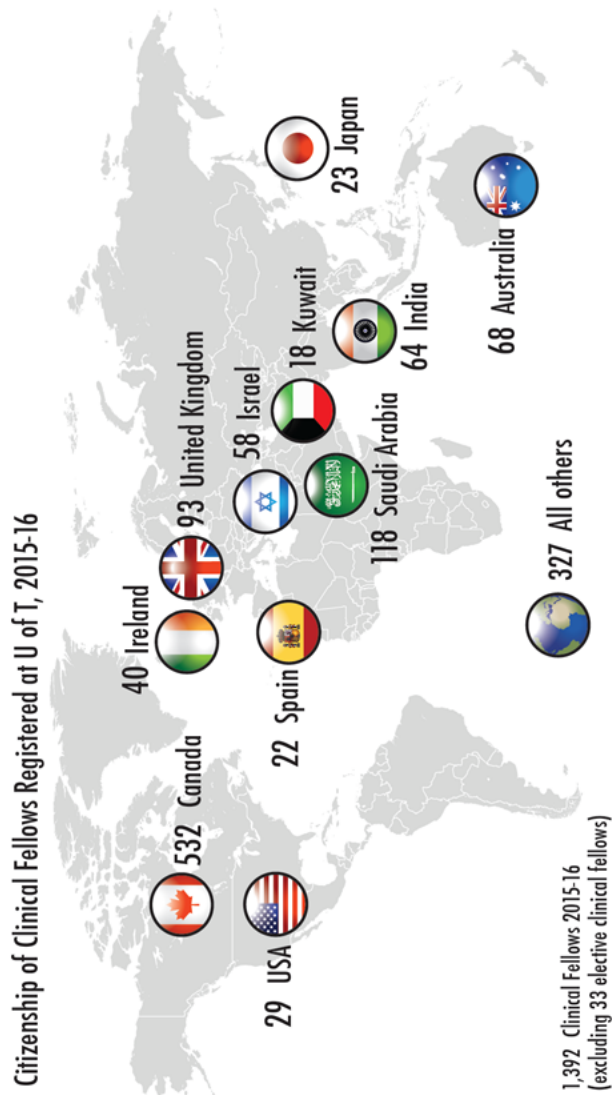 Citizenship of Clinical Fellows Registered at U of T, 2015-16
40 Ireland
93 United Kingdom
532 Canada
58 Israel
22 Spain
18 Kuwait
23 Japan
29 USA
118 Saudi Arabia
64 India
68 Australia
327 All others
1,392 Clinical Fellows 2015-16
(excluding 33 elective clinical fellows)